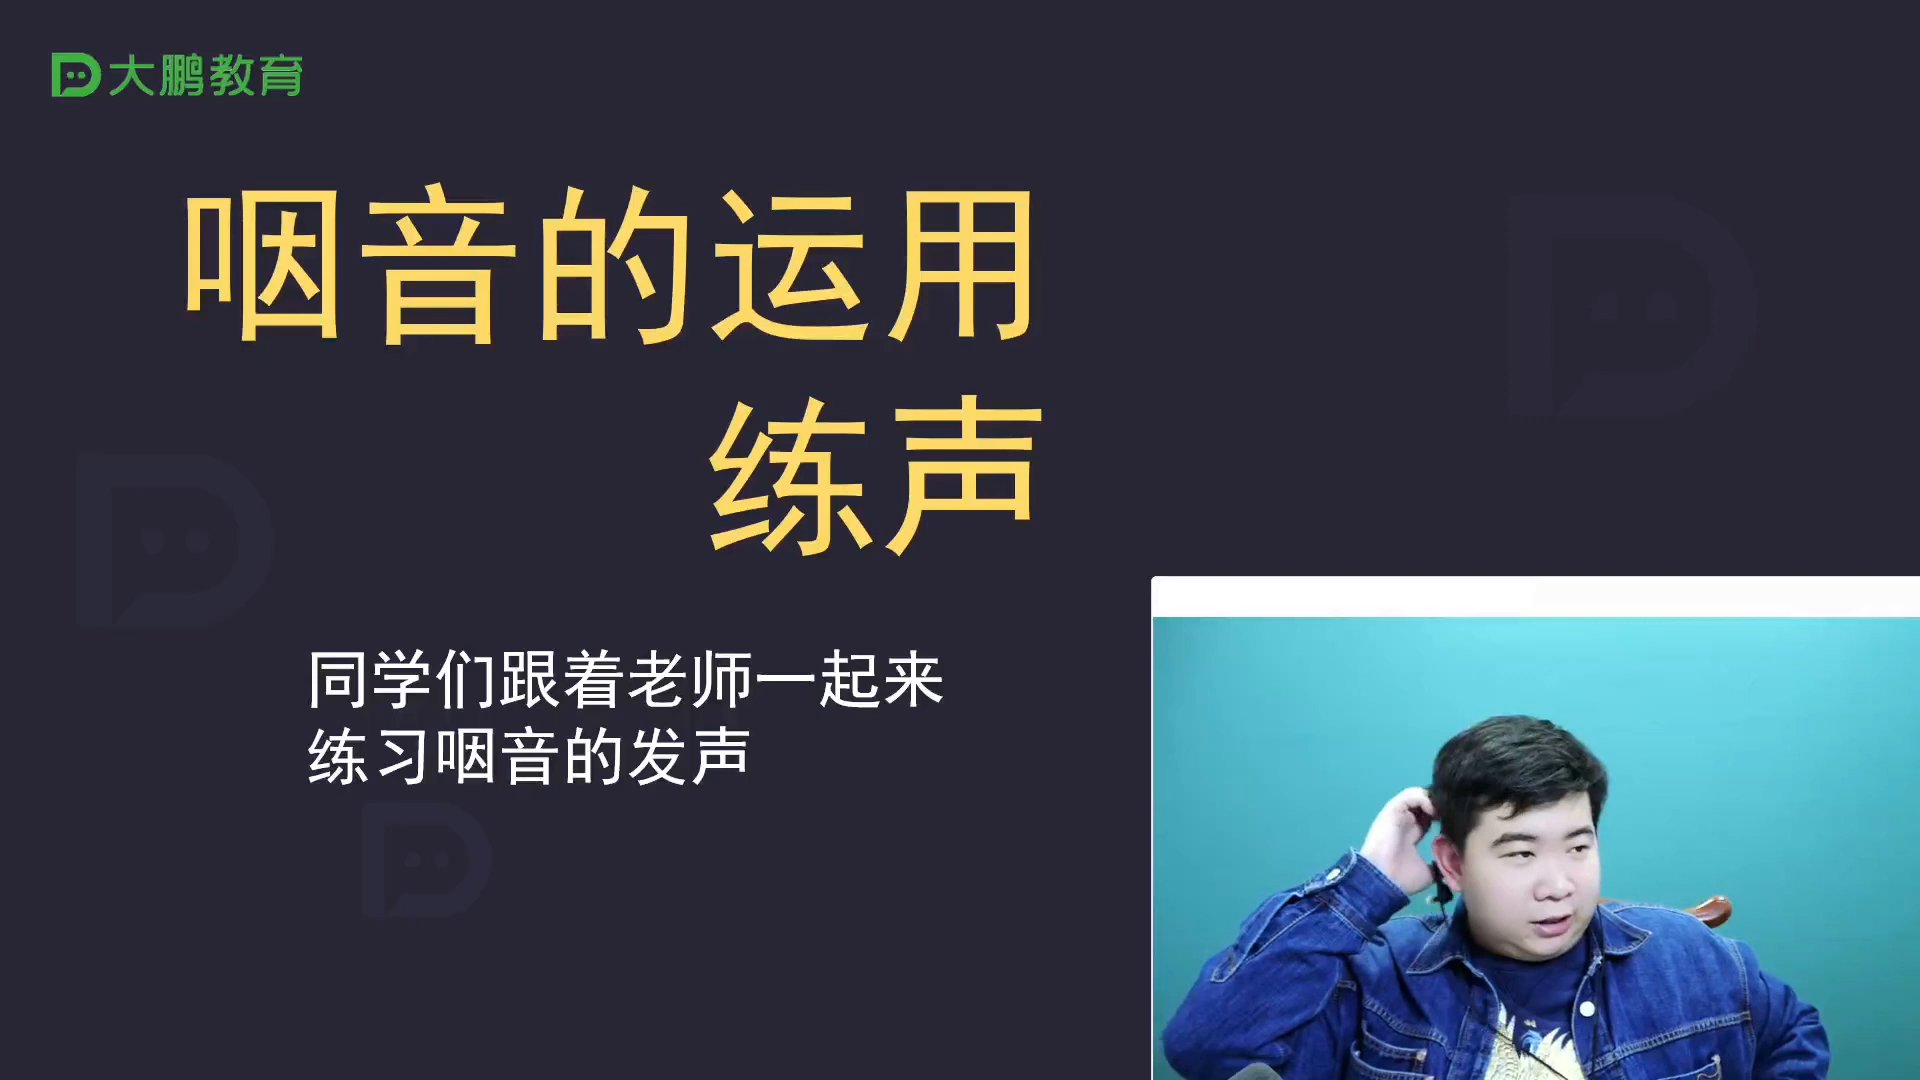 大鹏教育
咽音的运用
练声
同学们跟着老师一起来
练习咽音的发声